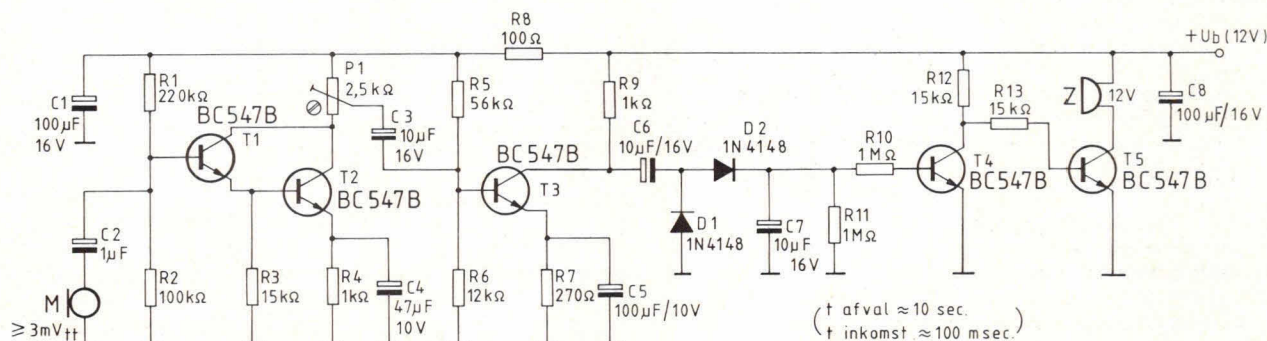 R8
100Ω
+Ub (12V)
R1
220kΩ
P1
2,5kΩ
R5
56kΩ
R9
1kΩ
R12
15kΩ
R13
15kΩ
Z
12V
C8
100µF/16V
C1
100µF
16V
BC547B
T1
C3
10µF
16V
C6
10µF/16V
D2
1N4148
R10
1MΩ
T2
BC547B
BC547B
T3
T4
BC547B
T5
BC547B
C2
1µF
D1
1N4148
C7
10µF
16V
R11
1MΩ
M
≥ 3mVtt
R2
100kΩ
R3
15kΩ
R4
1kΩ
C4
47µF
10V
R6
12kΩ
R7
270Ω
C5
100µF/10V
(t afval ≈ 10 sec.
t inkomst. ≈ 100 msec.)